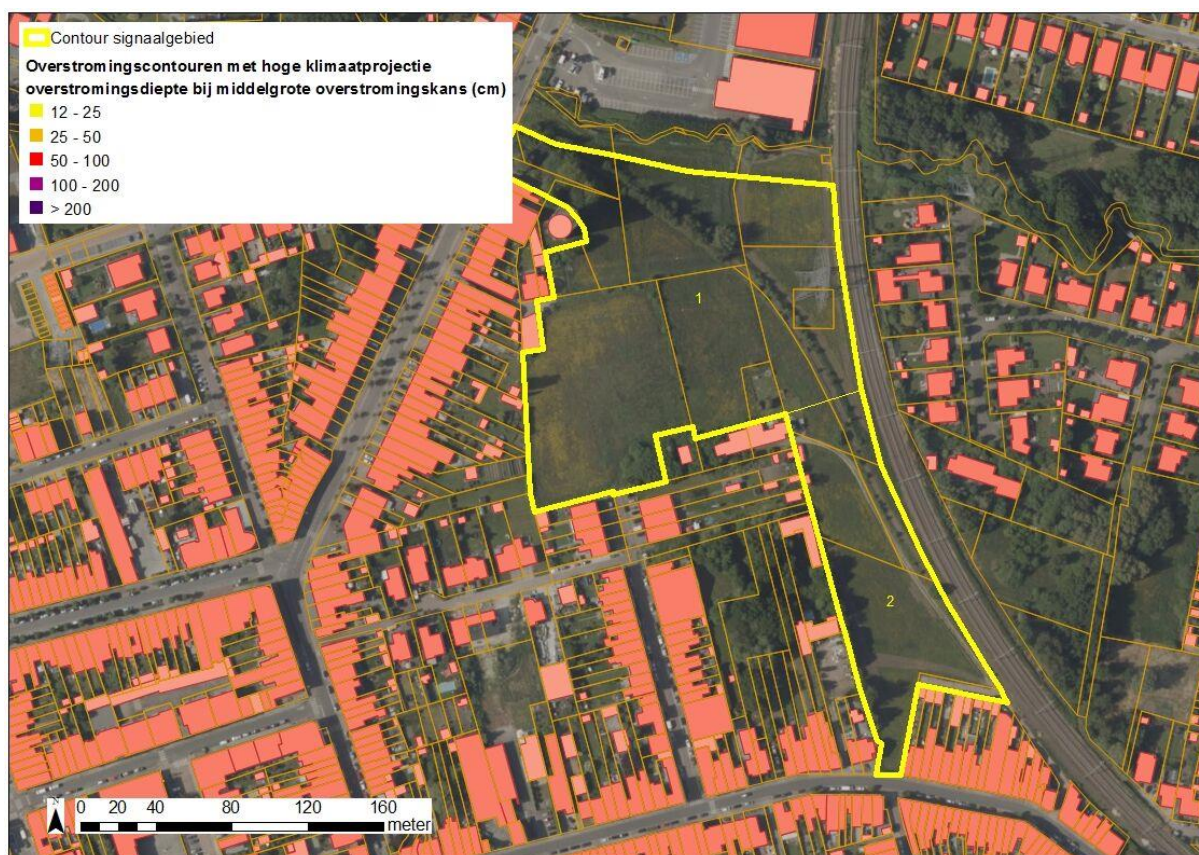 Contour signaalgebied
Overstromingscontouren met hoge klimaatprojectie
overstromingsdiepte bij middelgrote overstromingskans (cm)
12 - 25
25 - 50
50 - 100
100 - 200
> 200
1
2
N
0 20 40 80 120 160
meter